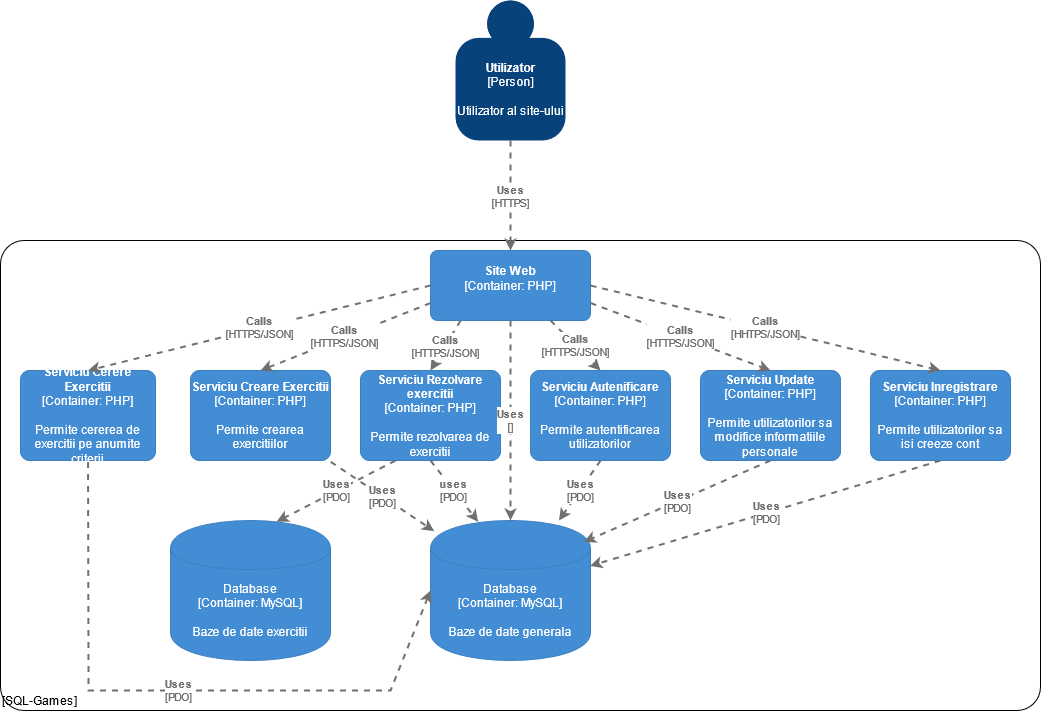 Utilizator
[Person]
Utilizator al site-ului
Uses
[HTTPS]
Site Web
[Container: PHP]
Calls
[HTTPS/JSON]
Calls
[HTTPS/JSON]
Calls
[HTTPS/JSON]
Calls
[HTTPS/JSON]
Calls
[HTTPS/JSON]
Calls
[HHTPS/JSON]
Serviciu Cerere
Exercitii
[Container: PHP]
Permite cererea de
exercitii pe anumite
criterii
Serviciu Creare Exercitii
[Container: PHP]
Permite crearea
exercitiilor
Serviciu Rezolvare
exercitii
[Container: PHP]
Permite rezolvarea de
exercitii
Uses
[]
Serviciu Autenificare
[Container: PHP]
Permite autentificarea
utilizatorilor
Serviciu Update
[Container: PHP]
Permite utilizatorilor sa
modifice informatiile
personale
Serviciu Inregistrare
[Container: PHP]
Permite utilizatorilor sa
isi creeze cont
Uses
[PDO]
Uses
[PDO]
uses
[PDO]
Uses
[PDO]
Uses
[PDO]
Uses
[PDO]
Database
[Container: MySQL]
Baze de date exercitii
Database
[Container: MySQL]
Baze de date generala
Uses
[PDO]
[SQL-Games]